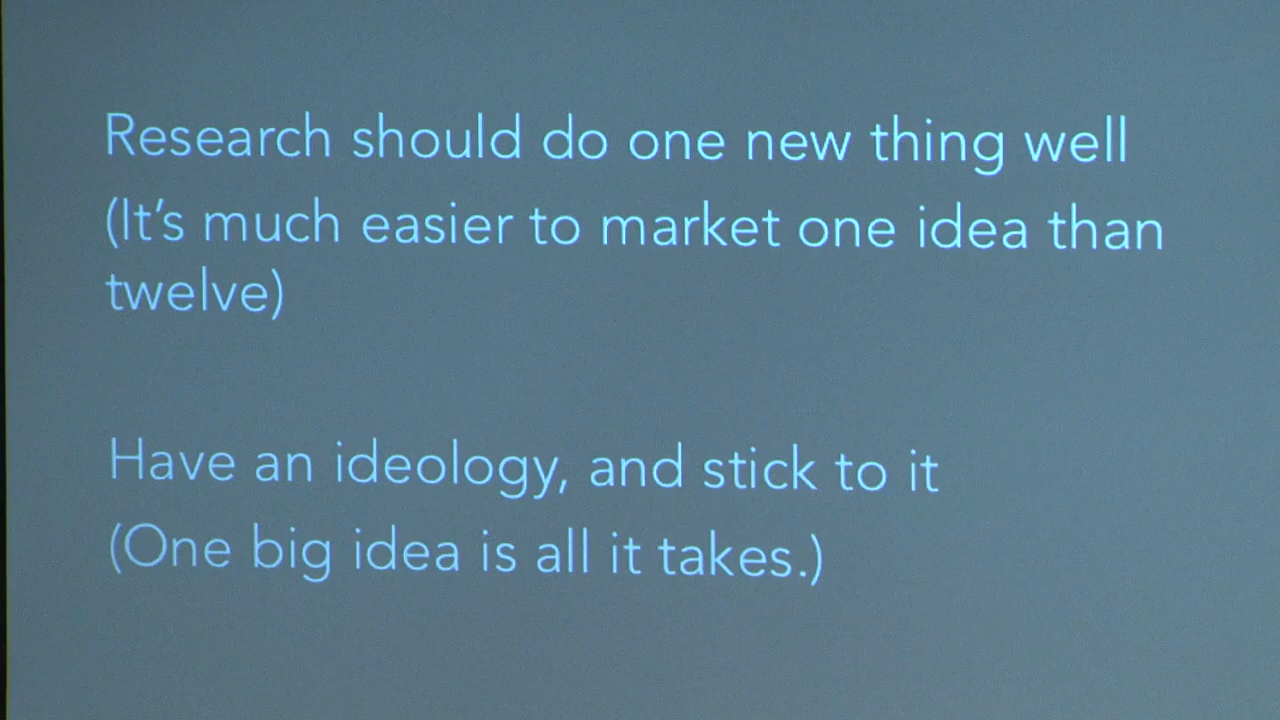 Research should do one new thing well
(It's much easier to market one idea than
twelve)
Have an ideology, and stick to it
(One big idea is all it takes.)